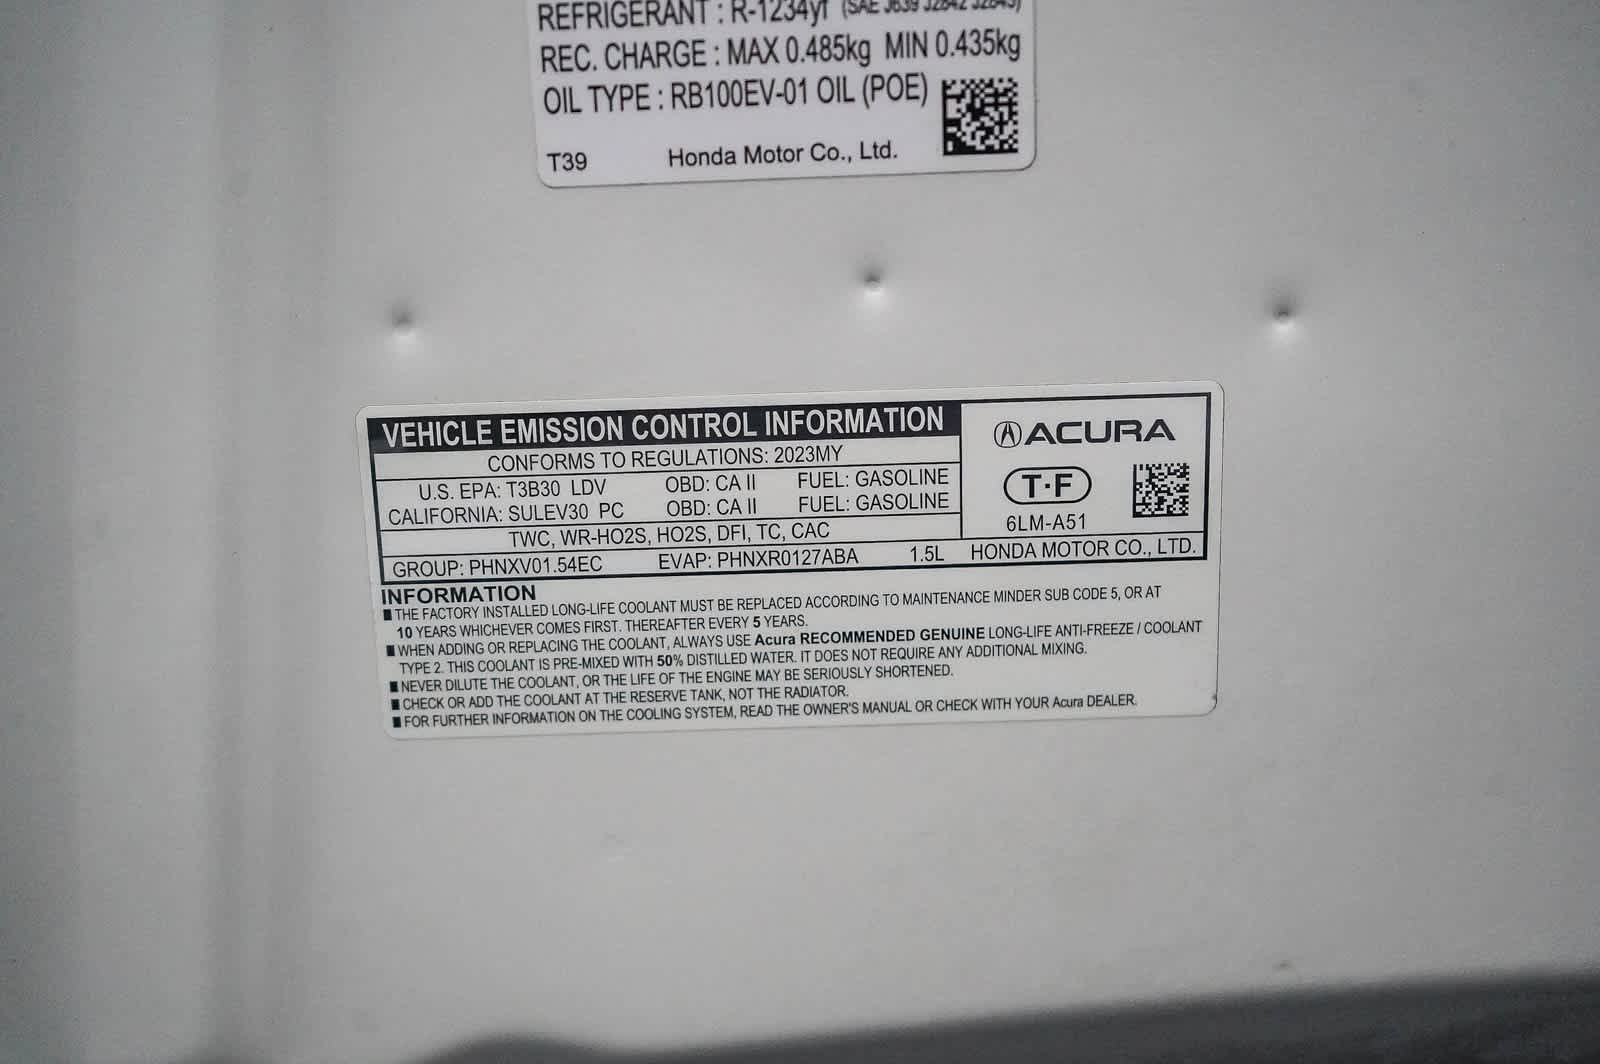 REFRIGERANT : R-1234yf (SAE J639 J2842 J2845)
REC. CHARGE : MAX 0.485kg MIN 0.435kg
OIL TYPE : RB100EV-01 OIL (POE)
T39 Honda Motor Co., Ltd.
VEHICLE EMISSION CONTROL INFORMATION
CONFORMS TO REGULATIONS: 2023MY
U.S. EPA: T3B30 LDV OBD: CA II FUEL: GASOLINE
CALIFORNIA: SULEV30 PC OBD: CA II FUEL: GASOLINE
TWC, WR-HO2S, HO2S, DFI, TC, CAC
GROUP: PHNXV01.54EC EVAP: PHNXR0127ABA 1.5L
ACURA
T·F
6LM-A51
HONDA MOTOR CO., LTD.
INFORMATION
■ THE FACTORY INSTALLED LONG-LIFE COOLANT MUST BE REPLACED ACCORDING TO MAINTENANCE MINDER SUB CODE 5, OR AT
10 YEARS WHICHEVER COMES FIRST. THEREAFTER EVERY 5 YEARS.
■ WHEN ADDING OR REPLACING THE COOLANT, ALWAYS USE Acura RECOMMENDED GENUINE LONG-LIFE ANTI-FREEZE / COOLANT
TYPE 2. THIS COOLANT IS PRE-MIXED WITH 50% DISTILLED WATER. IT DOES NOT REQUIRE ANY ADDITIONAL MIXING.
■ NEVER DILUTE THE COOLANT, OR THE LIFE OF THE ENGINE MAY BE SERIOUSLY SHORTENED.
■ CHECK OR ADD THE COOLANT AT THE RESERVE TANK, NOT THE RADIATOR.
■ FOR FURTHER INFORMATION ON THE COOLING SYSTEM, READ THE OWNER'S MANUAL OR CHECK WITH YOUR Acura DEALER.